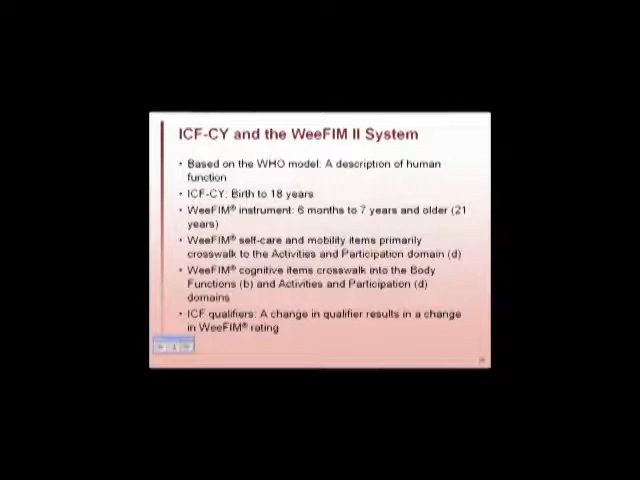 ICF-CY and the WeeFIM II System
• Based on the WHO model: A description of human
function
• ICF-CY: Birth to 18 years
• WeeFIM® instrument: 6 months to 7 years and older (21
years)
• WeeFIM® self-care and mobility items primarily
crosswalk to the Activities and Participation domain (d)
• WeeFIM® cognitive items crosswalk into the Body
Functions (b) and Activities and Participation (d)
domains
• ICF qualifiers: A change in qualifier results in a change
in WeeFIM® rating